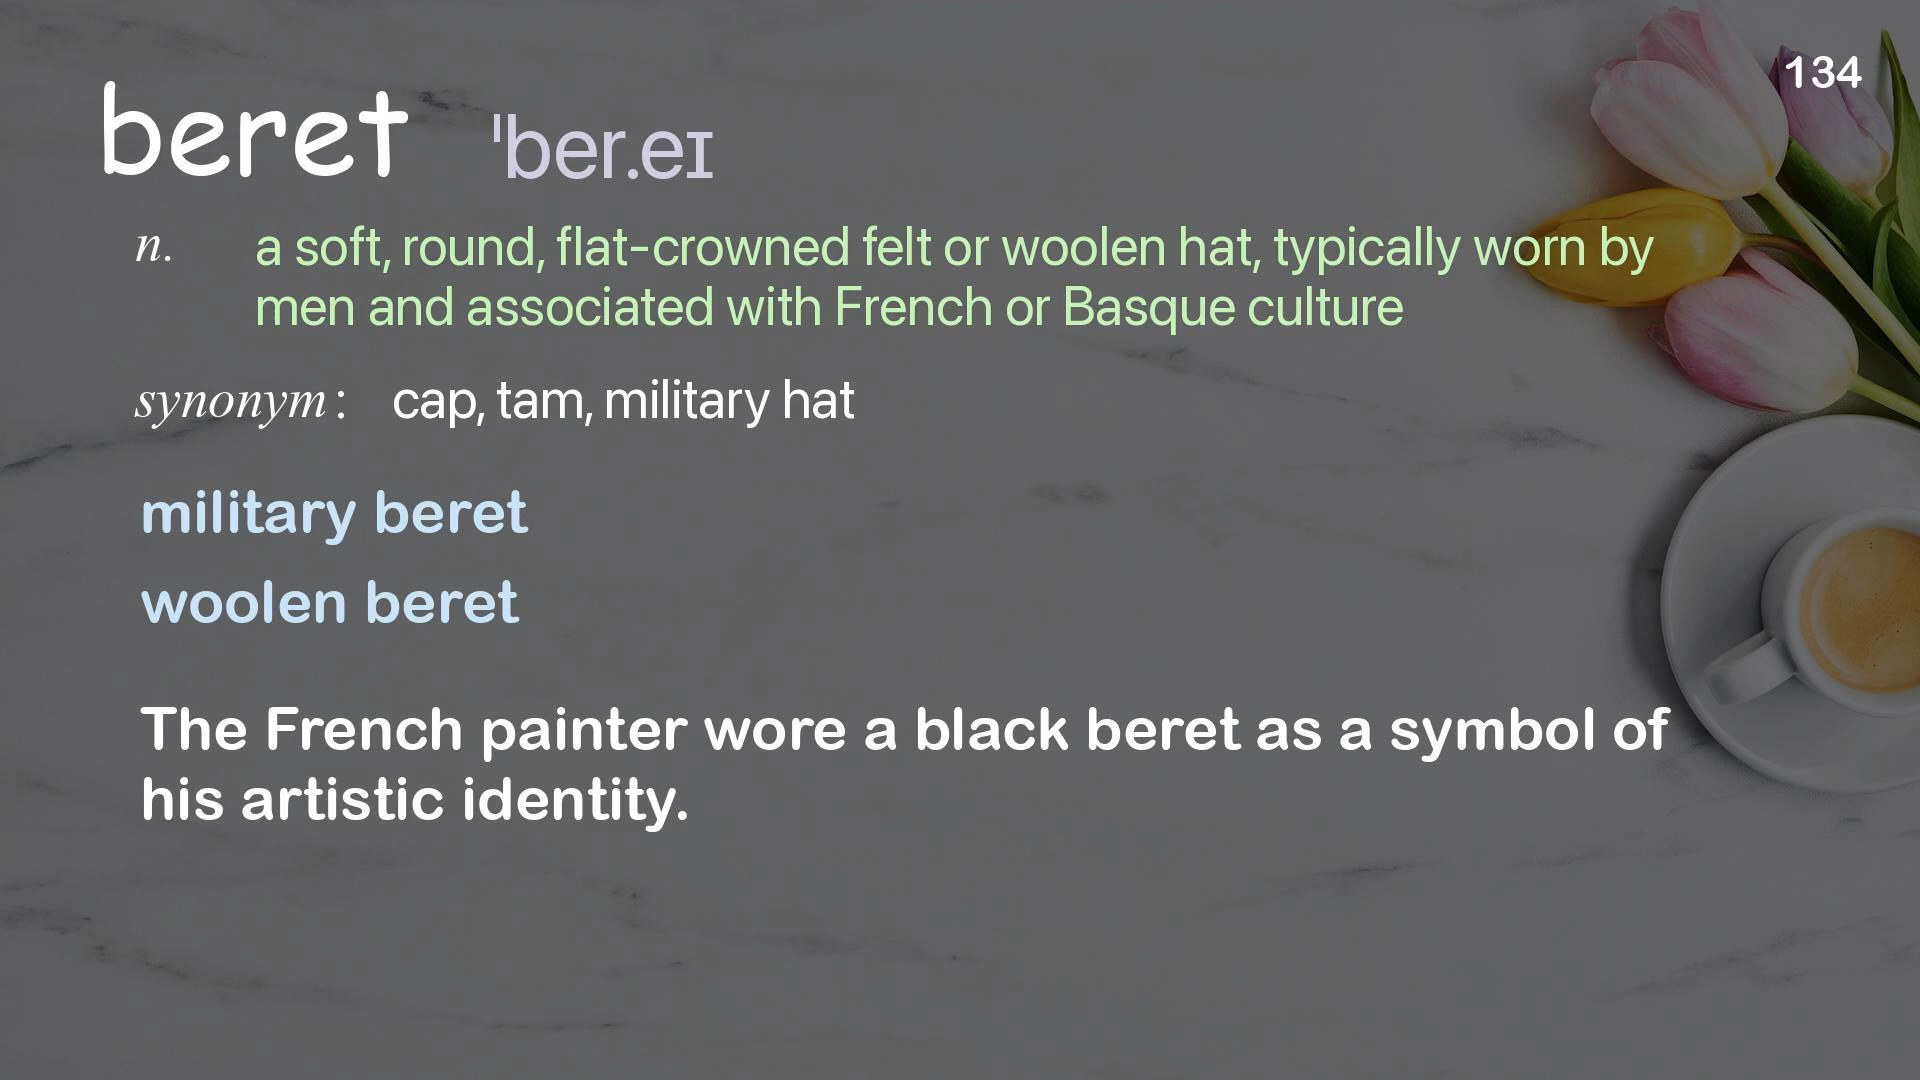 134
beret ˈber.eɪ
n. a soft, round, flat-crowned felt or woolen hat, typically worn by
men and associated with French or Basque culture
synonym: cap, tam, military hat
military beret
woolen beret
The French painter wore a black beret as a symbol of
his artistic identity.